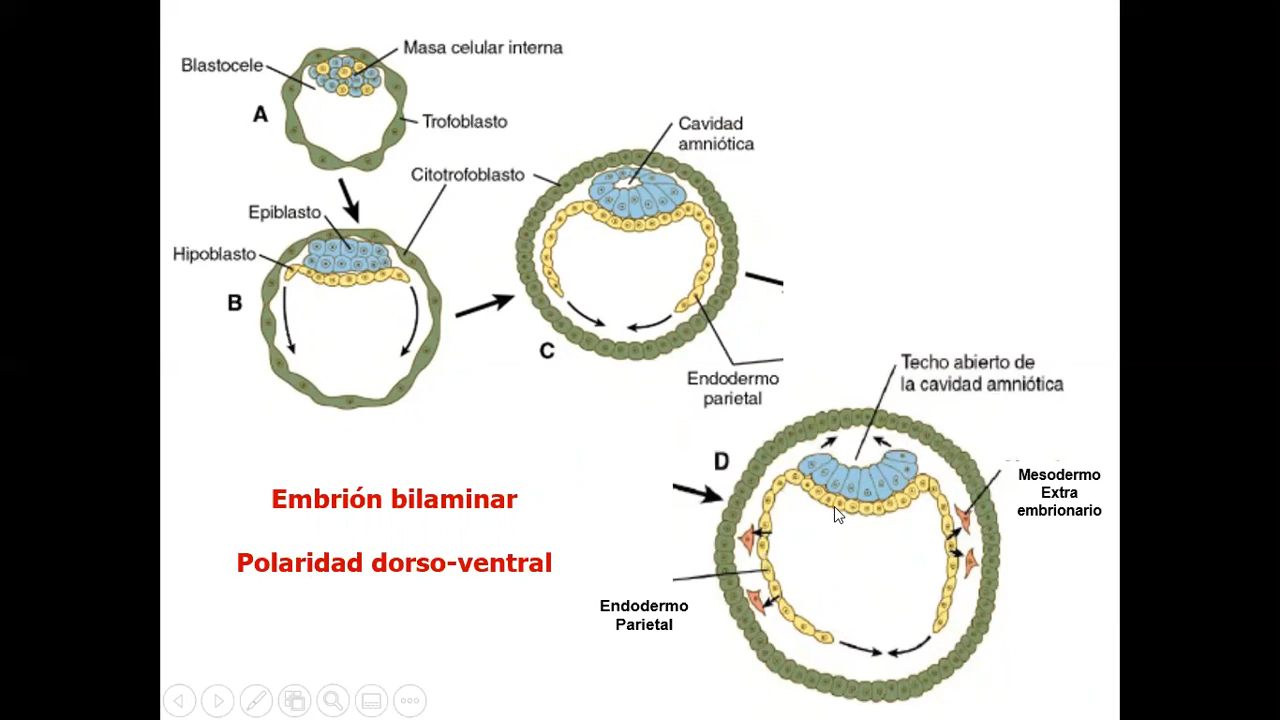 Masa celular interna
Blastocele
A
Trofoblasto
Cavidad
amniótica
Citotrofoblasto
Epiblasto
Hipoblasto
B
C
Endodermo
parietal
Techo abierto de
la cavidad amniótica
D
Mesodermo
Extra
embrionario
Embrión bilaminar
Polaridad dorso-ventral
Endodermo
Parietal